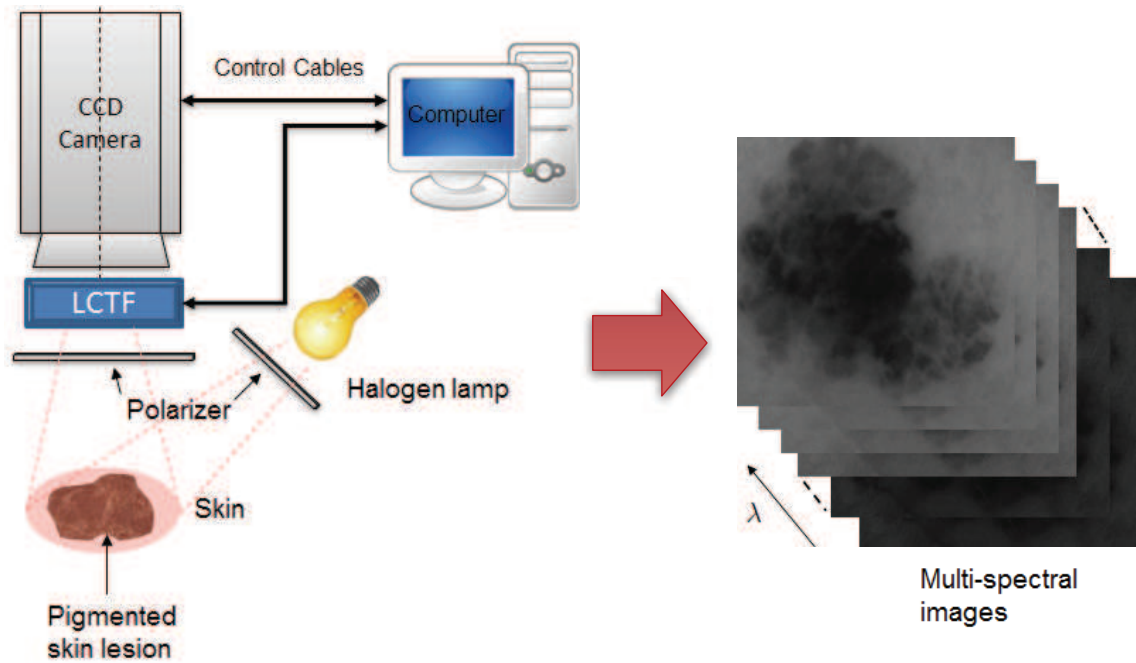 CCD
Camera
Control Cables
Computer
LCTF
Polarizer
Halogen lamp
Skin
Pigmented
skin lesion
λ
Multi-spectral
images